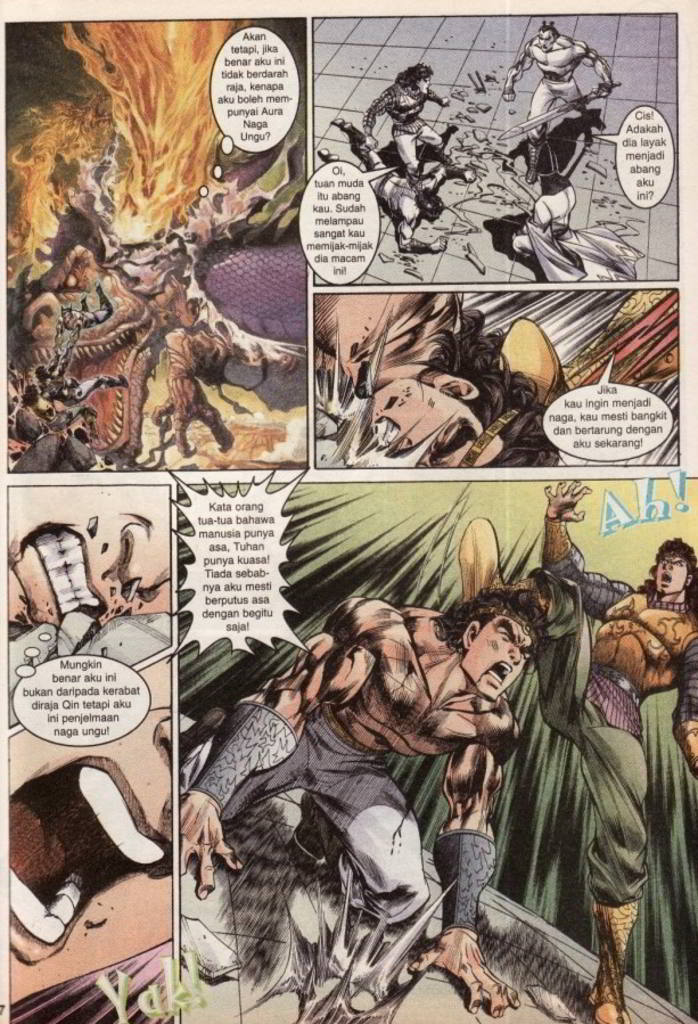 Akan
tetapi, jika
benar aku ini
tidak berdarah
raja, kenapa
aku boleh mem-
punyai Aura
Naga
Ungu?
Oi,
tuan muda
itu abang
kau. Sudah
melampau
sangat kau
memijak-mijak
dia macam
ini!
Cis!
Adakah
dia layak
menjadi
abang
aku
ini?
Jika
kau ingin menjadi
naga, kau mesti bangkit
dan bertarung dengan
aku sekarang!
Mungkin
benar aku ini
bukan daripada kerabat
diraja Qin tetapi aku
ini penjelmaan
naga ungu!
Yak!
Kata orang
tua-tua bahawa
manusia punya
asa, Tuhan
punya kuasa!
Tiada sebab-
nya aku mesti
berputus asa
dengan begitu
saja!
Ah!
7